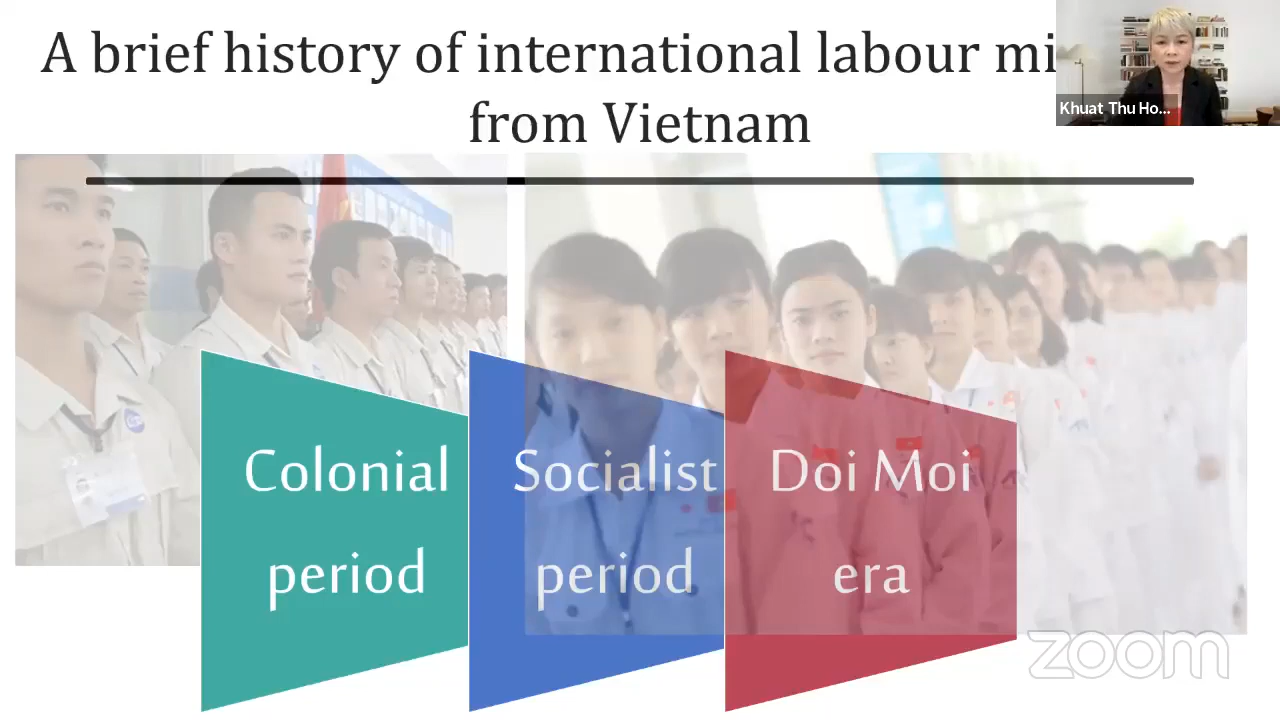 A brief history of international labour mi
from Vietnam
Khuat Thu Ho...
Colonial
period
Socialist
period
Doi Moi
era
zoom